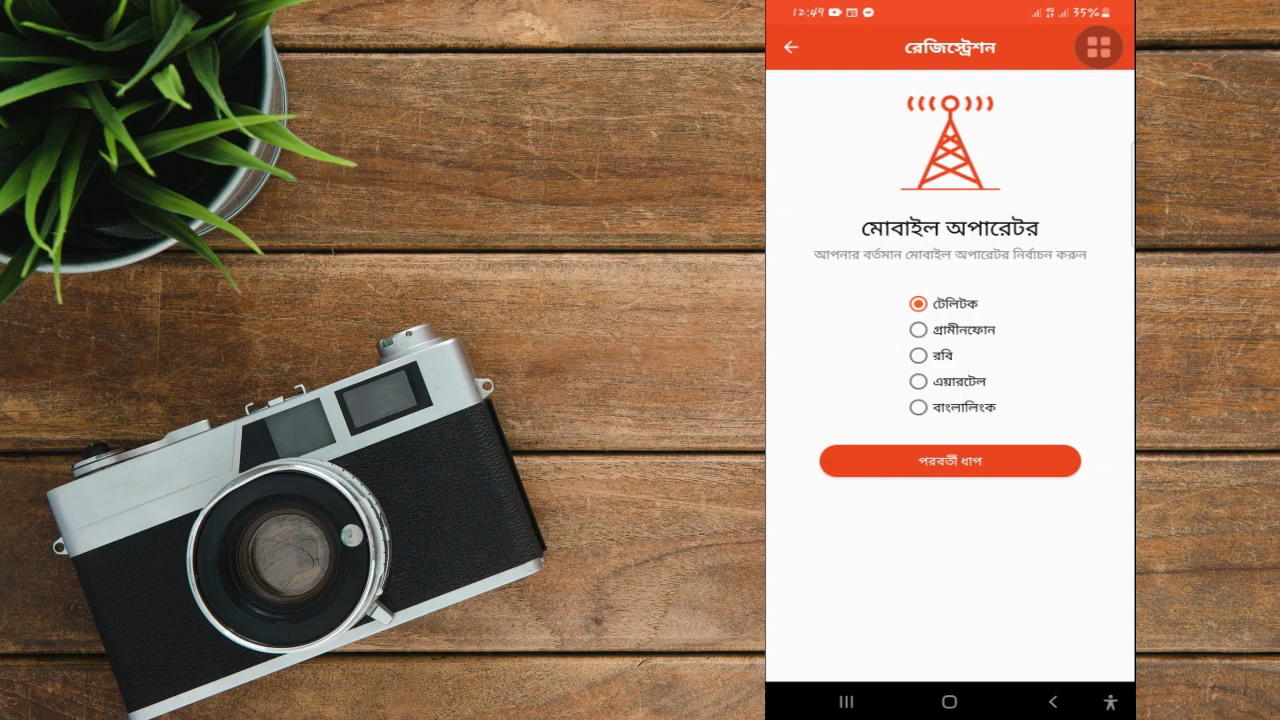 12:49
35%
রেজিস্ট্রেশন
মোবাইল অপারেটর
আপনার বর্তমান মোবাইল অপারেটর নির্বাচন করুন
টেলিটক
গ্রামীনফোন
রবি
এয়ারটেল
বাংলালিংক
পরবর্তী ধাপ